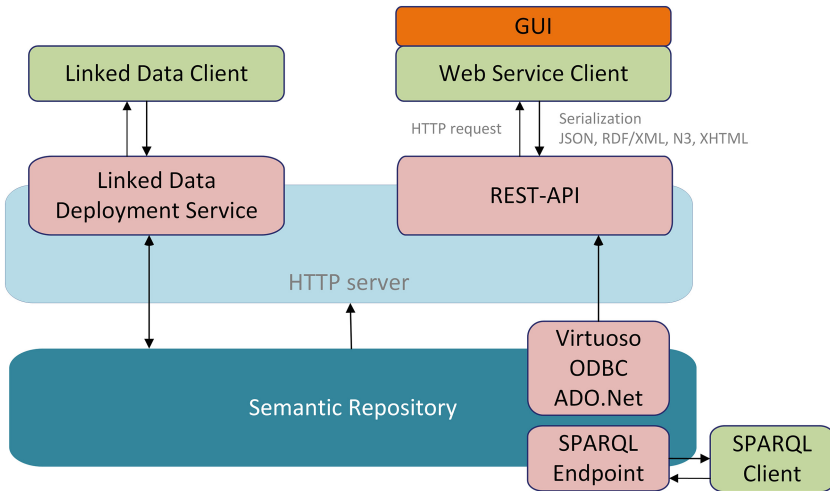 GUI
Linked Data Client
Web Service Client
HTTP request
Serialization
JSON, RDF/XML, N3, XHTML
Linked Data
Deployment Service
REST-API
HTTP server
Virtuoso
ODBC
ADO.Net
Semantic Repository
SPARQL
Endpoint
SPARQL
Client